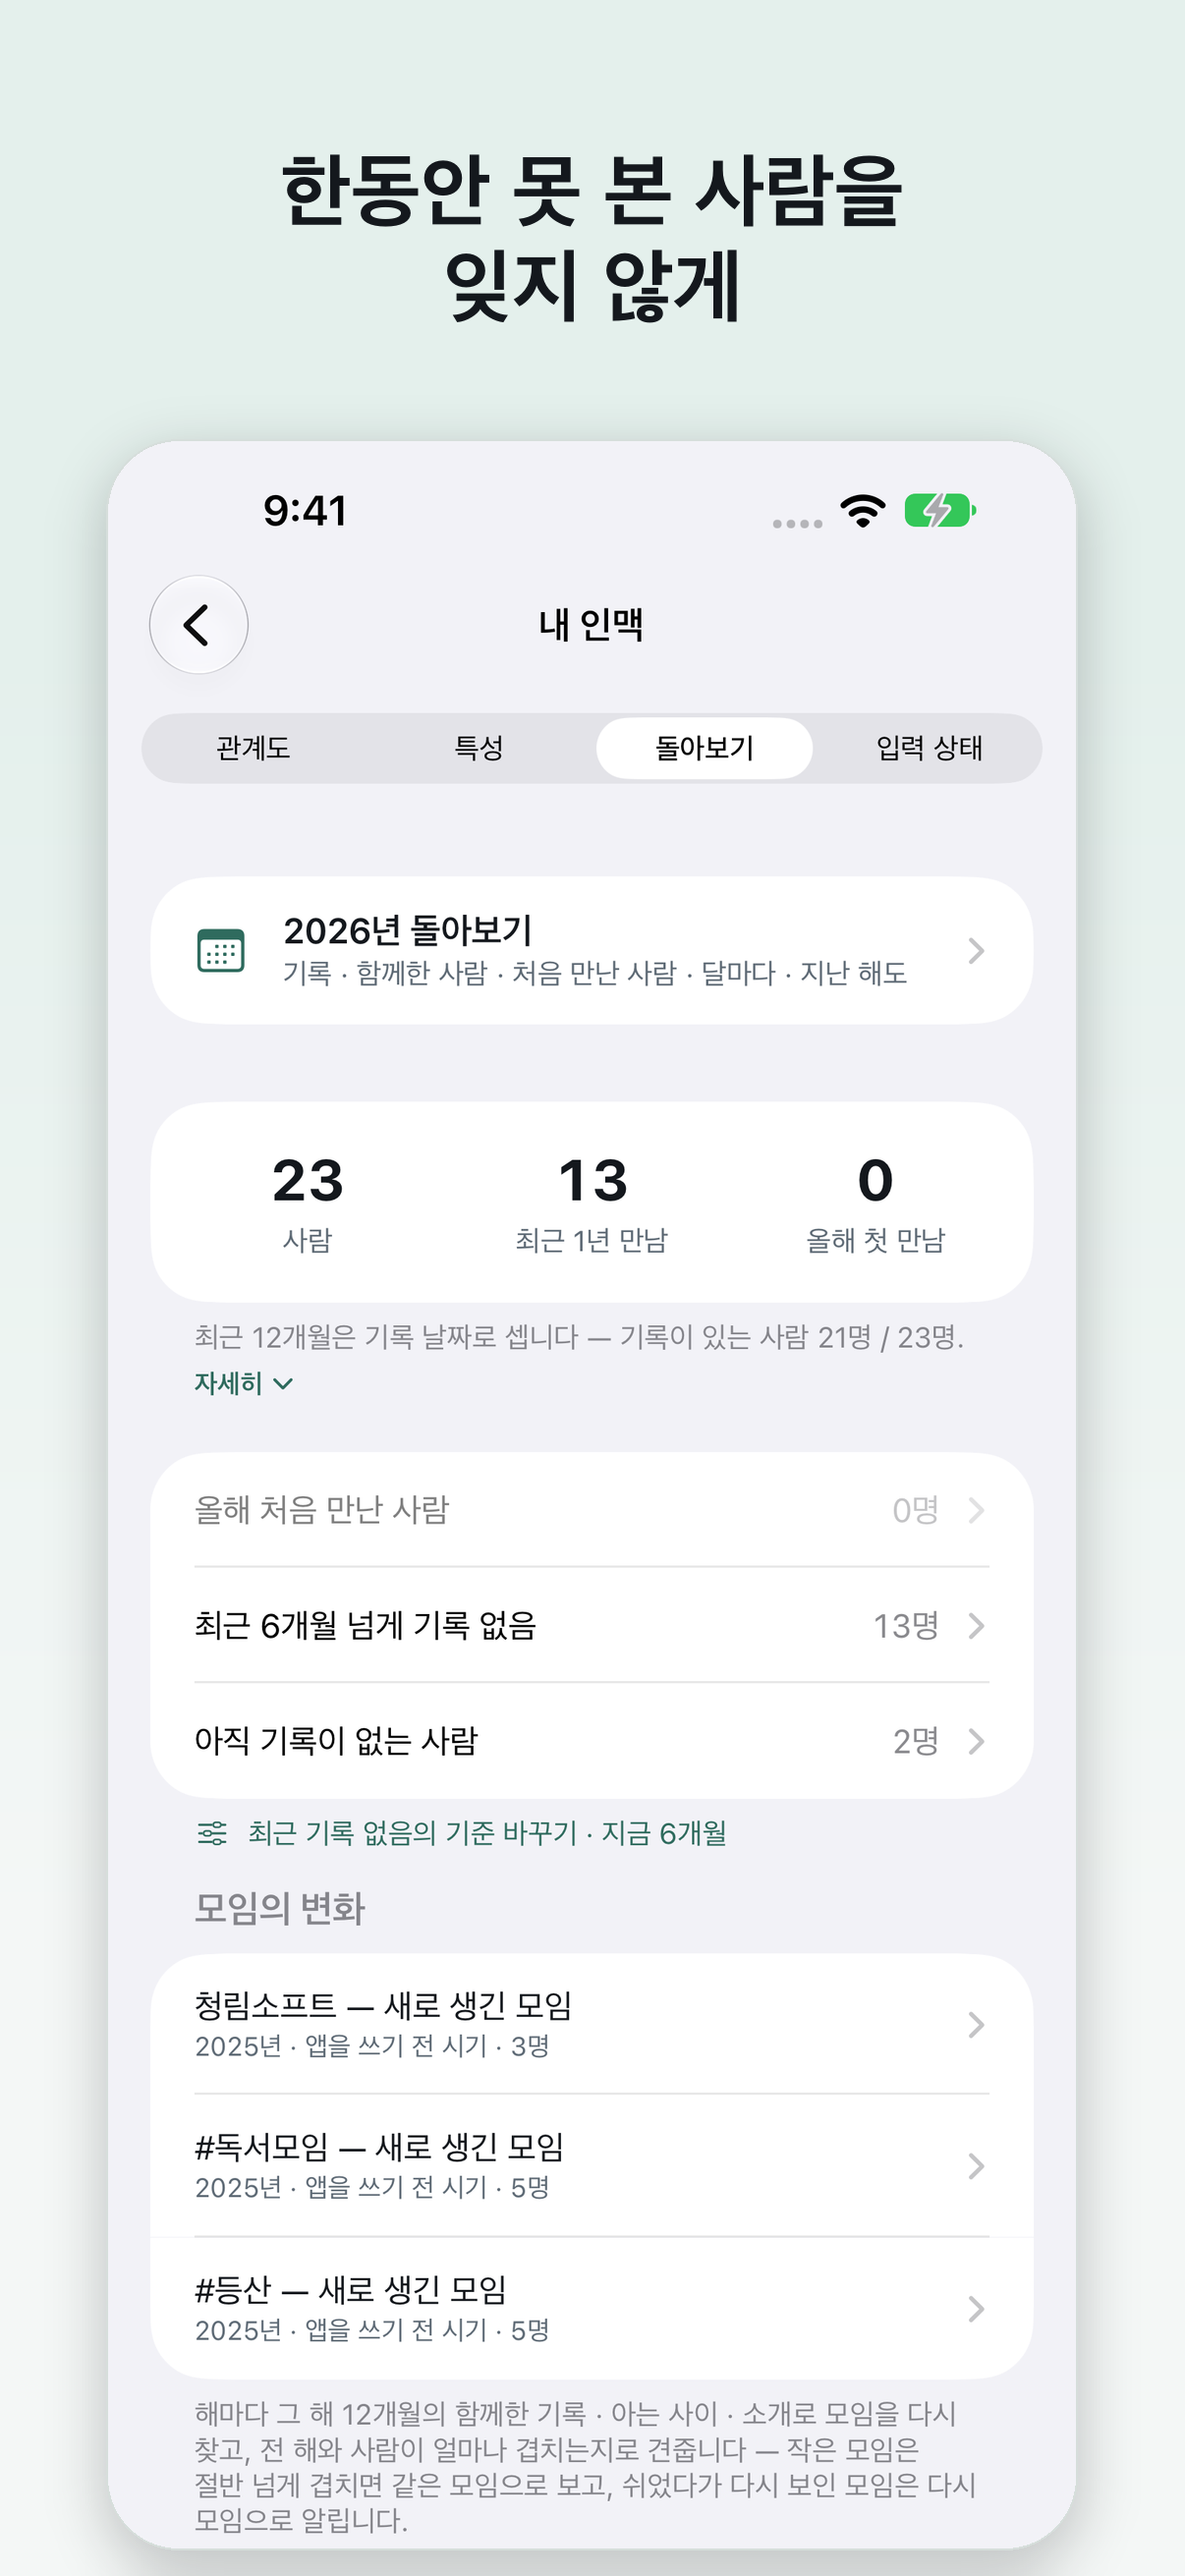 한동안 못 본 사람을
잊지 않게
9:41
내 인맥
관계도 특성 돌아보기 입력 상태
2026년 돌아보기
기록 · 함께한 사람 · 처음 만난 사람 · 달마다 · 지난 해도
23 13 0
사람 최근 1년 만남 올해 첫 만남
최근 12개월은 기록 날짜로 셉니다 — 기록이 있는 사람 21명 / 23명.
자세히
올해 처음 만난 사람 0명
최근 6개월 넘게 기록 없음 13명
아직 기록이 없는 사람 2명
최근 기록 없음의 기준 바꾸기 · 지금 6개월
모임의 변화
청림소프트 — 새로 생긴 모임
2025년 · 앱을 쓰기 전 시기 · 3명
#독서모임 — 새로 생긴 모임
2025년 · 앱을 쓰기 전 시기 · 5명
#등산 — 새로 생긴 모임
2025년 · 앱을 쓰기 전 시기 · 5명
해마다 그 해 12개월의 함께한 기록 · 아는 사이 · 소개로 모임을 다시
찾고, 전 해와 사람이 얼마나 겹치는지로 견줍니다 — 작은 모임은
절반 넘게 겹치면 같은 모임으로 보고, 쉬었다가 다시 보인 모임은 다시
모임으로 알립니다.